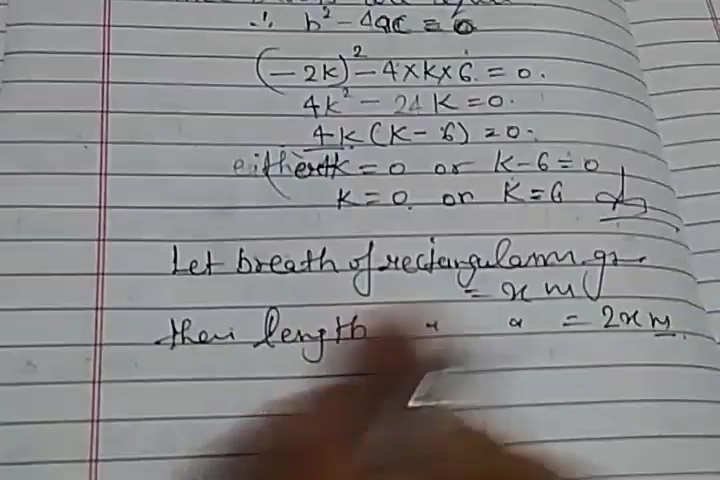 ∴ b² - 4ac = 0
(-2K)² - 4×K×6 = 0.
4K² - 24K = 0.
4K(K - 6) = 0.
either 4K = 0 or K-6=0
K = 0 or K = 6
Let breath of rectangular
= x m
then length " " = 2x m